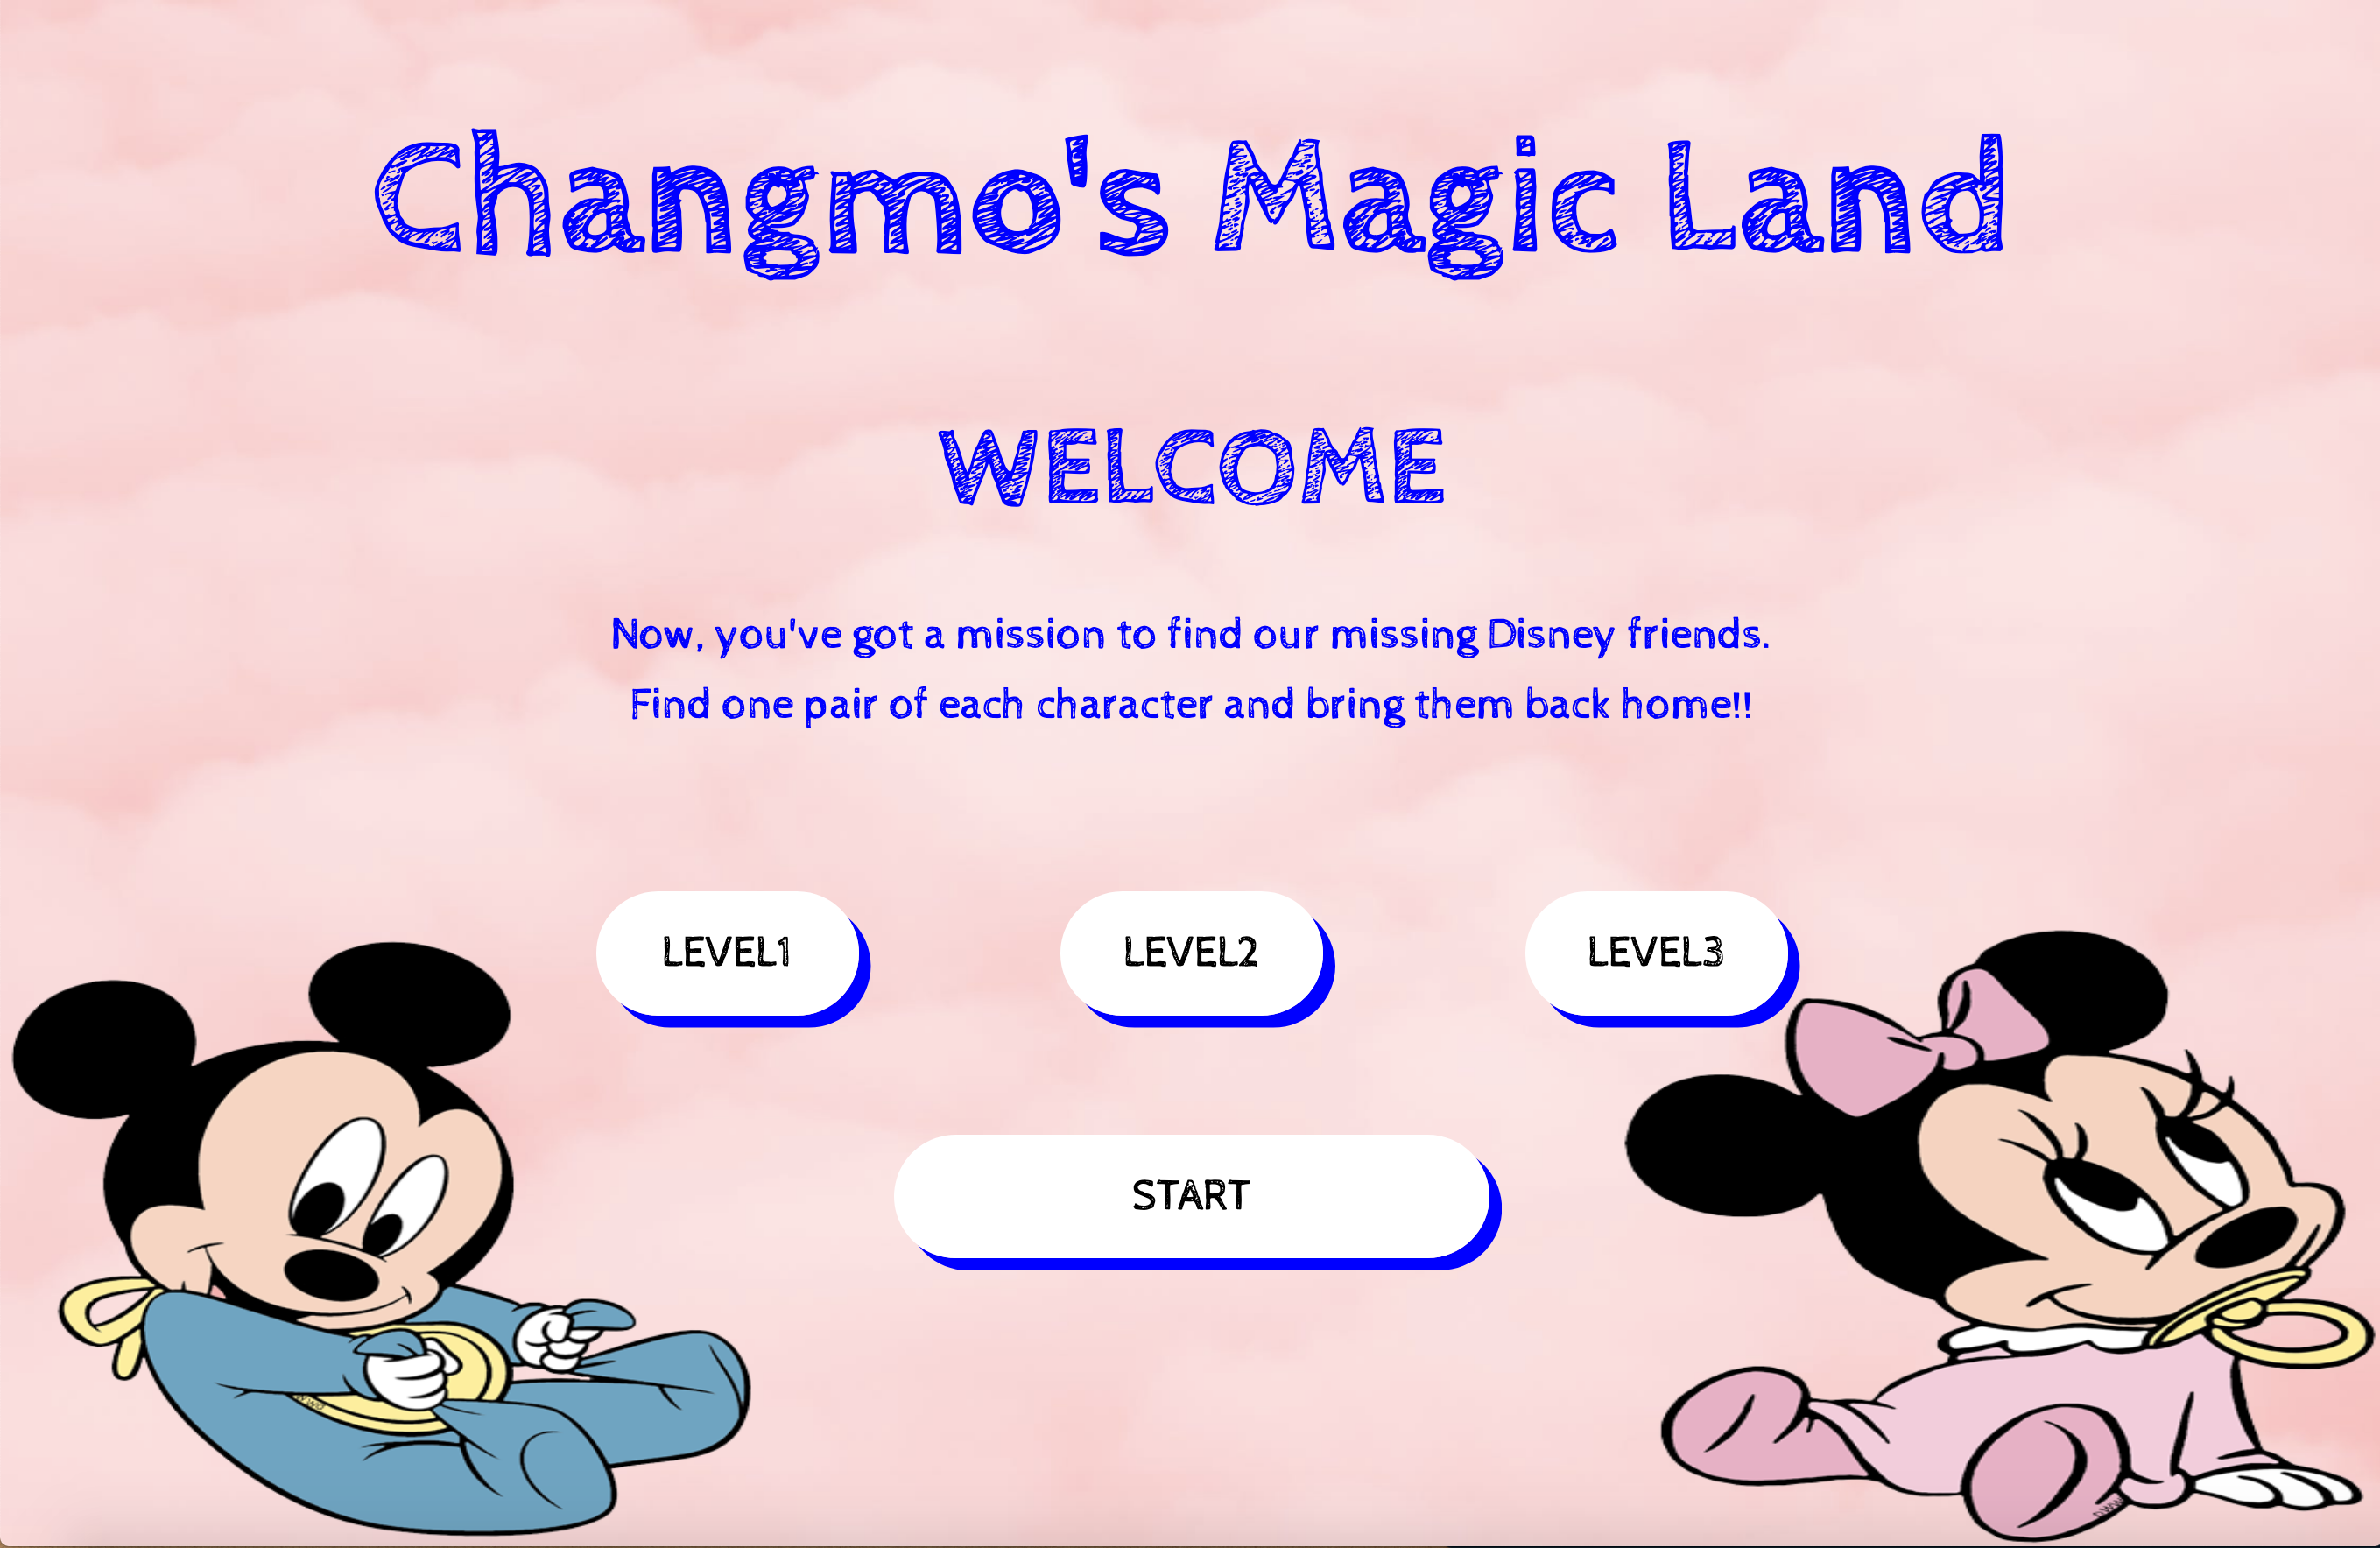 Changmo's Magic Land
WELCOME
Now, you've got a mission to find our missing Disney friends.
Find one pair of each character and bring them back home!!
LEVEL1
LEVEL2
LEVEL3
START